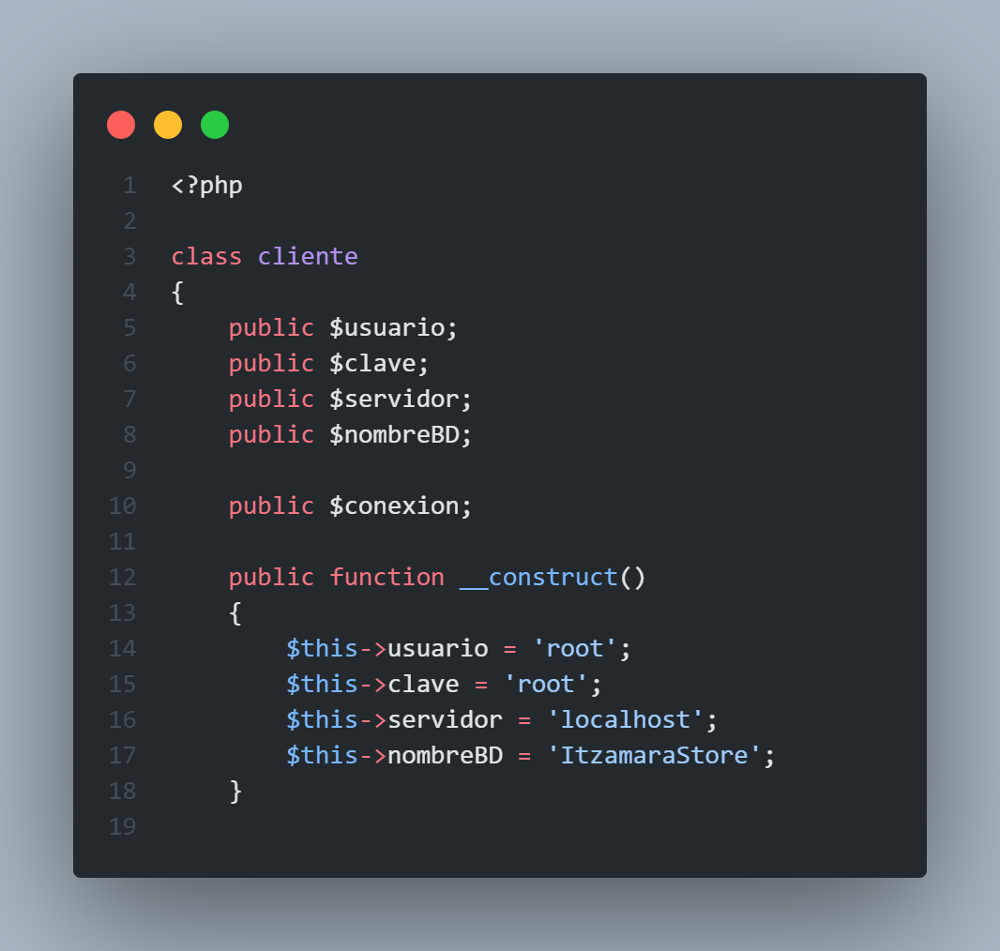 1 <?php
2
3 class cliente
4 {
5     public $usuario;
6     public $clave;
7     public $servidor;
8     public $nombreBD;
9
10     public $conexion;
11
12     public function __construct()
13     {
14         $this->usuario = 'root';
15         $this->clave = 'root';
16         $this->servidor = 'localhost';
17         $this->nombreBD = 'ItzamaraStore';
18     }
19